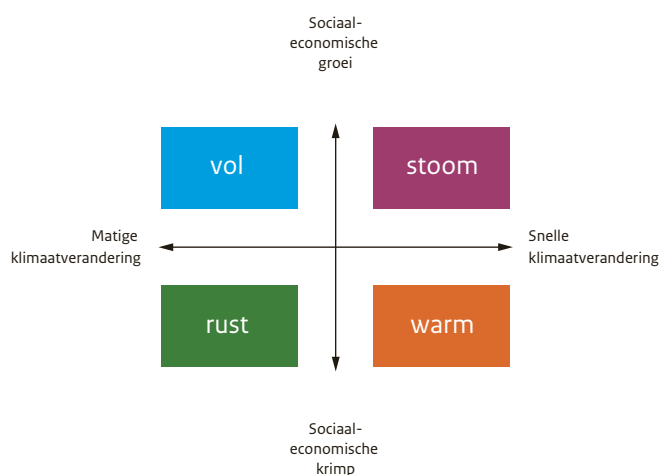 Sociaal-
economische
groei
vol
stoom
Matige
klimaatverandering
Snelle
klimaatverandering
rust
warm
Sociaal-
economische
krimp